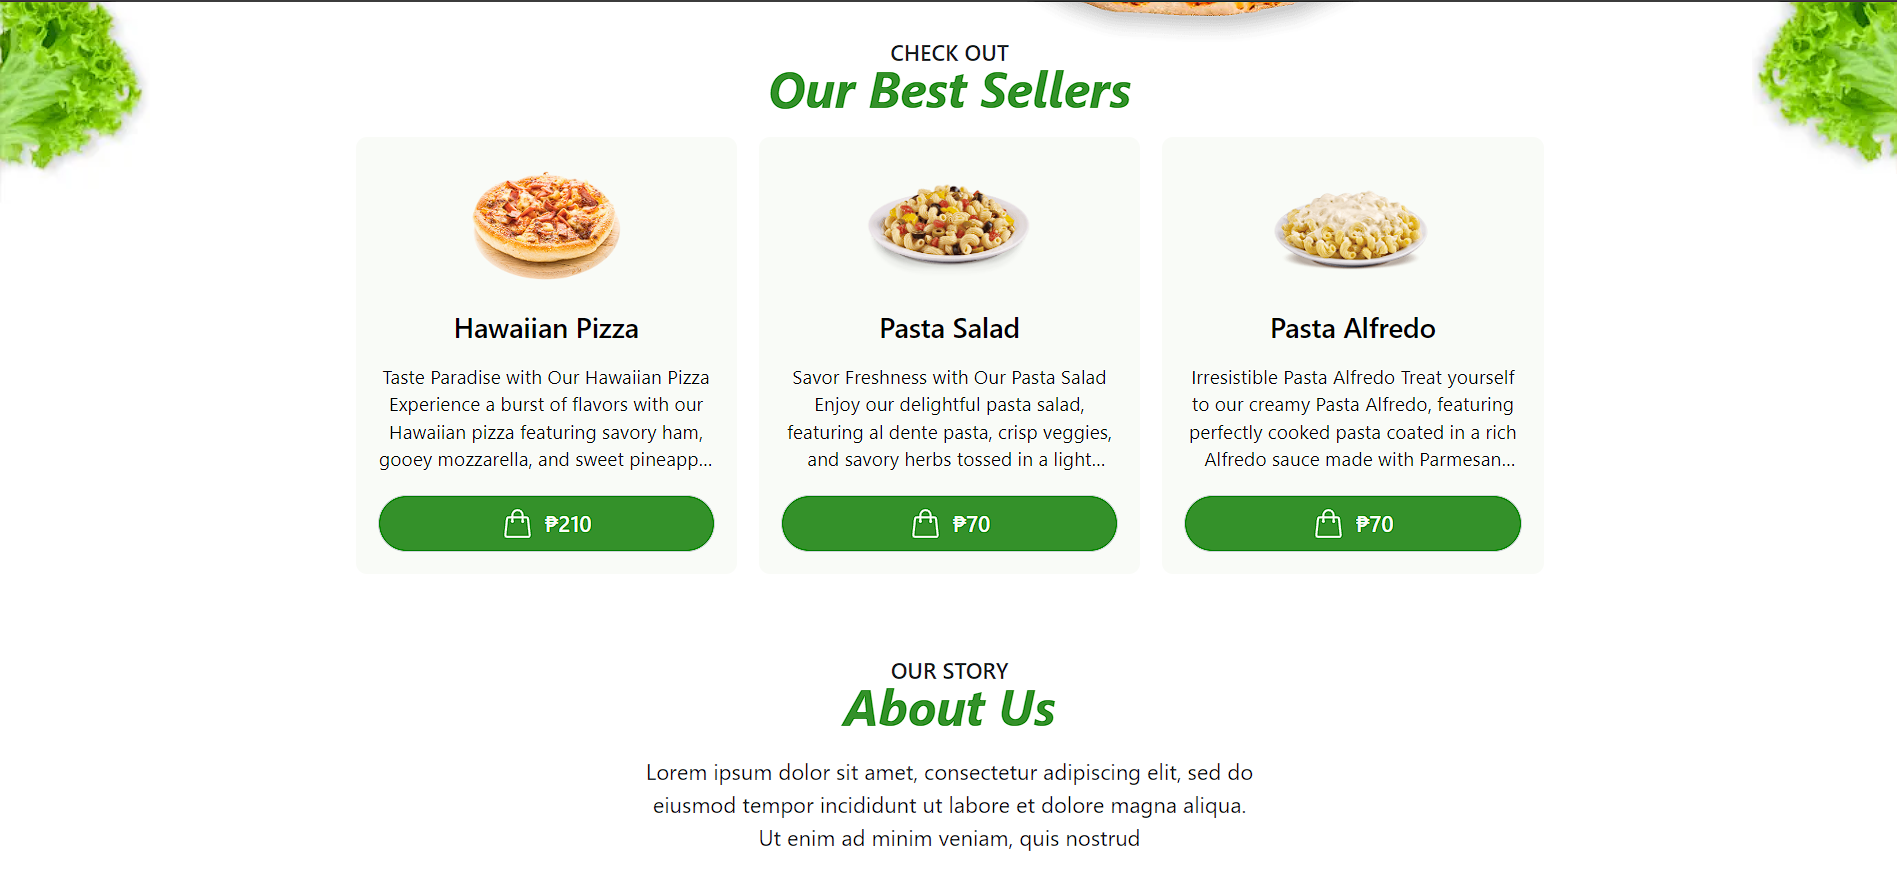 CHECK OUT
Our Best Sellers
Hawaiian Pizza
Taste Paradise with Our Hawaiian Pizza
Experience a burst of flavors with our
Hawaiian pizza featuring savory ham,
gooey mozzarella, and sweet pineapp...
₱210
Pasta Salad
Savor Freshness with Our Pasta Salad
Enjoy our delightful pasta salad,
featuring al dente pasta, crisp veggies,
and savory herbs tossed in a light...
₱70
Pasta Alfredo
Irresistible Pasta Alfredo Treat yourself
to our creamy Pasta Alfredo, featuring
perfectly cooked pasta coated in a rich
Alfredo sauce made with Parmesan...
₱70
OUR STORY
About Us
Lorem ipsum dolor sit amet, consectetur adipiscing elit, sed do
eiusmod tempor incididunt ut labore et dolore magna aliqua.
Ut enim ad minim veniam, quis nostrud